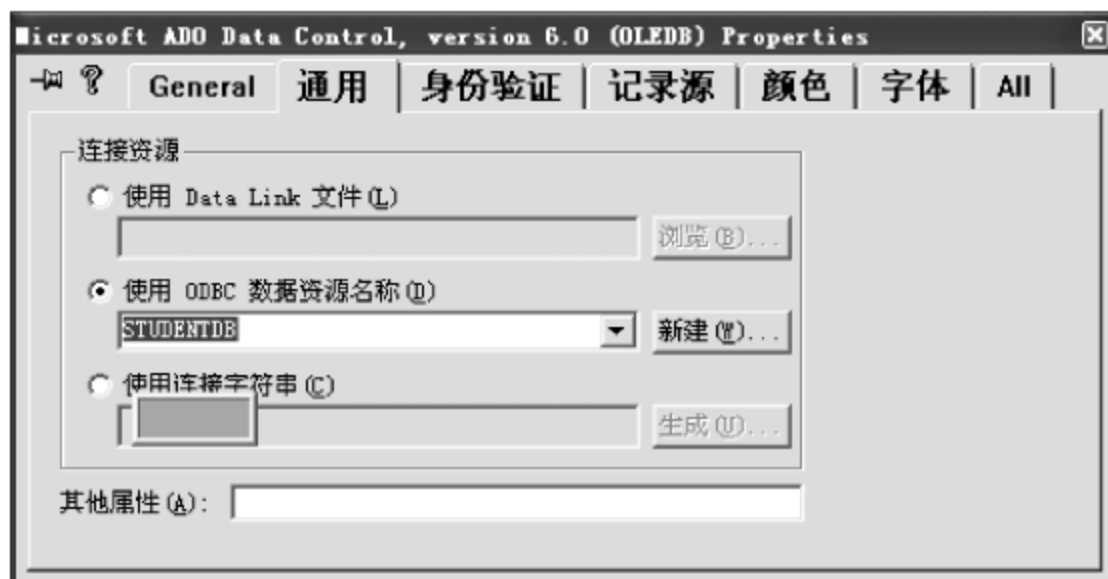 Microsoft ADO Data Control, version 6.0 (OLEDB) Properties
General 通用 身份验证 记录源 颜色 字体 All
连接资源
使用 Data Link 文件(L)
浏览(B)...
使用 ODBC 数据资源名称(D)
STUDENTDB 新建(W)...
使用连接字符串(C)
生成(U)...
其他属性(A):